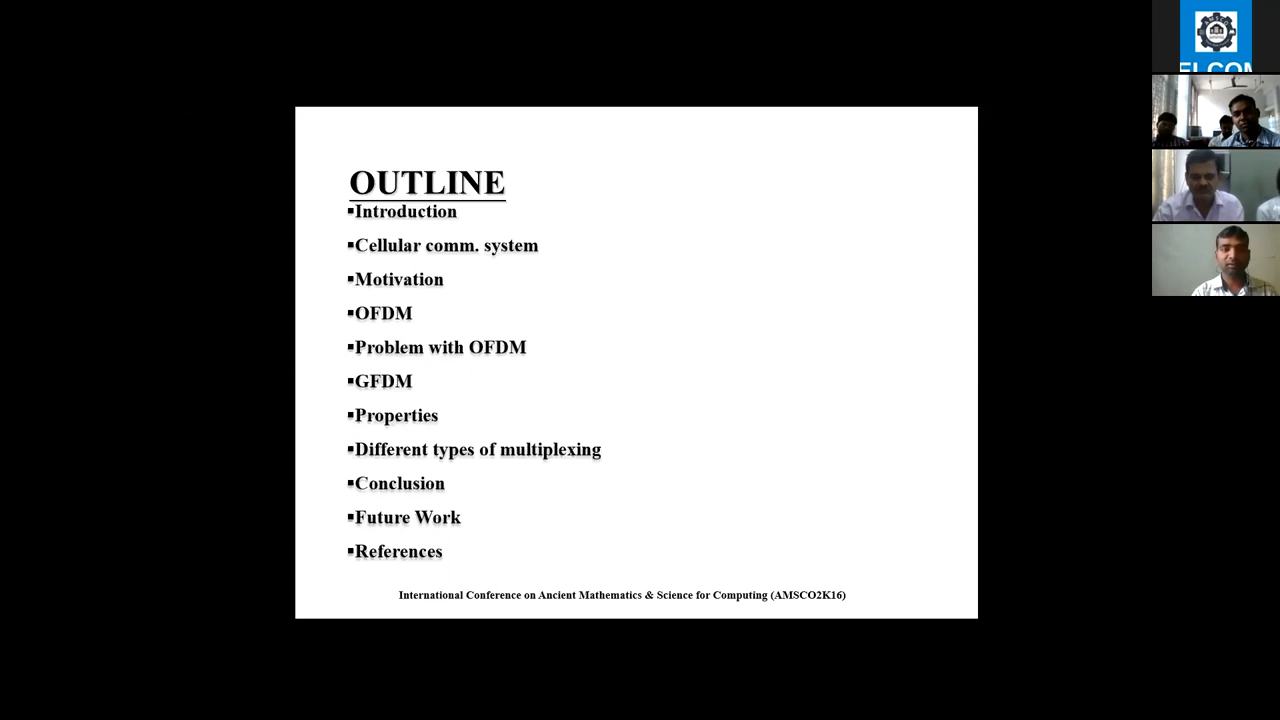 OUTLINE
▪Introduction
▪Cellular comm. system
▪Motivation
▪OFDM
▪Problem with OFDM
▪GFDM
▪Properties
▪Different types of multiplexing
▪Conclusion
▪Future Work
▪References
International Conference on Ancient Mathematics & Science for Computing (AMSCO2K16)
AMSCO